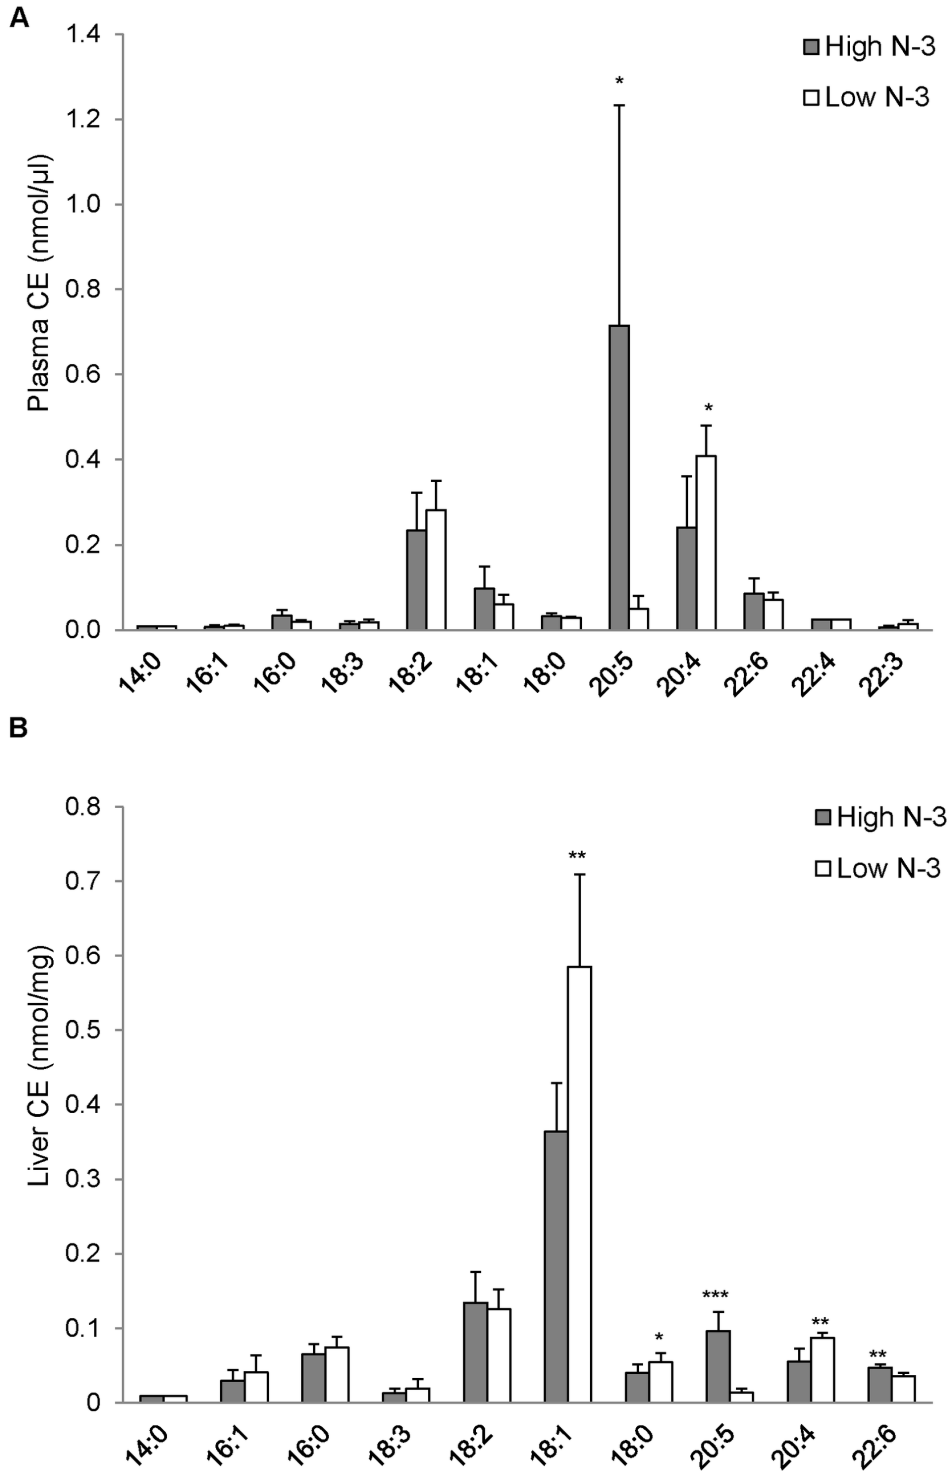 A
High N-3
Low N-3
Plasma CE (nmol/µl)
1.4
1.2
1.0
0.8
0.6
0.4
0.2
0.0
*
*
14:0 16:1 16:0 18:3 18:2 18:1 18:0 20:5 20:4 22:6 22:4 22:3
B
High N-3
Low N-3
Liver CE (nmol/mg)
0.8
0.7
0.6
0.5
0.4
0.3
0.2
0.1
0
**
*
***
**
**
14:0 16:1 16:0 18:3 18:2 18:1 18:0 20:5 20:4 22:6